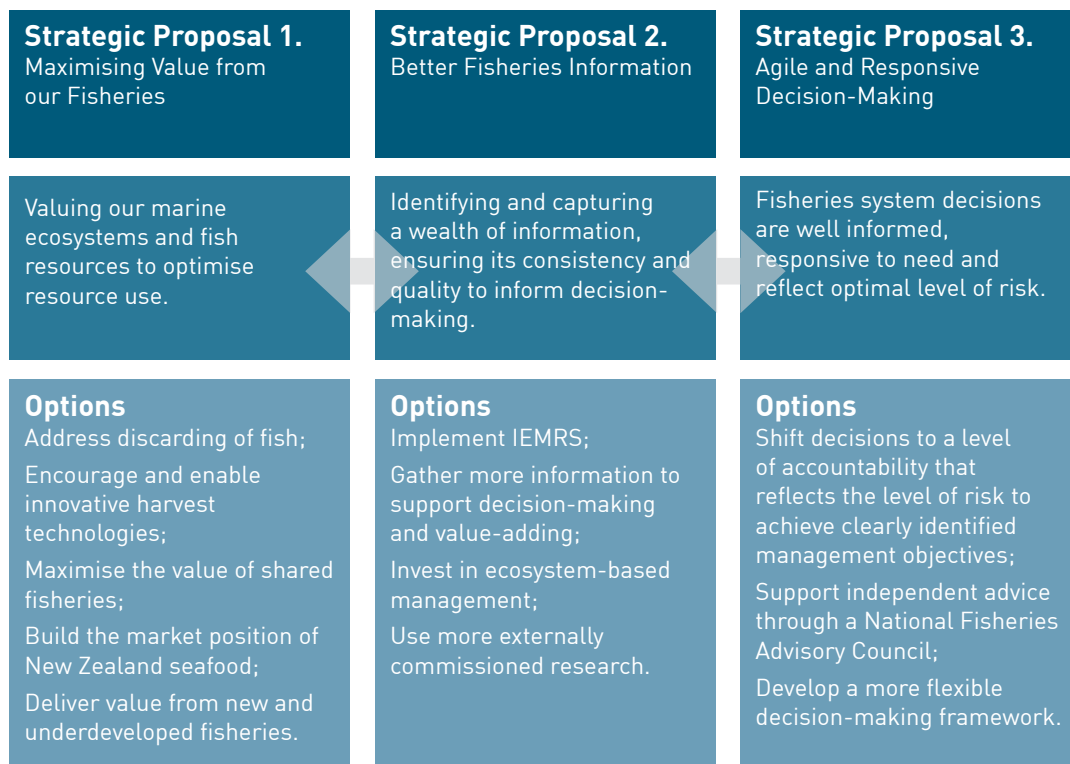 Strategic Proposal 1.
Maximising Value from
our Fisheries
Valuing our marine
ecosystems and fish
resources to optimise
resource use.
Options
Address discarding of fish;
Encourage and enable
innovative harvest
technologies;
Maximise the value of shared
fisheries;
Build the market position of
New Zealand seafood;
Deliver value from new and
underdeveloped fisheries.
Strategic Proposal 2.
Better Fisheries Information
Identifying and capturing
a wealth of information,
ensuring its consistency and
quality to inform decision-
making.
Options
Implement IEMRS;
Gather more information to
support decision-making
and value-adding;
Invest in ecosystem-based
management;
Use more externally
commissioned research.
Strategic Proposal 3.
Agile and Responsive
Decision-Making
Fisheries system decisions
are well informed,
responsive to need and
reflect optimal level of risk.
Options
Shift decisions to a level
of accountability that
reflects the level of risk to
achieve clearly identified
management objectives;
Support independent advice
through a National Fisheries
Advisory Council;
Develop a more flexible
decision-making framework.